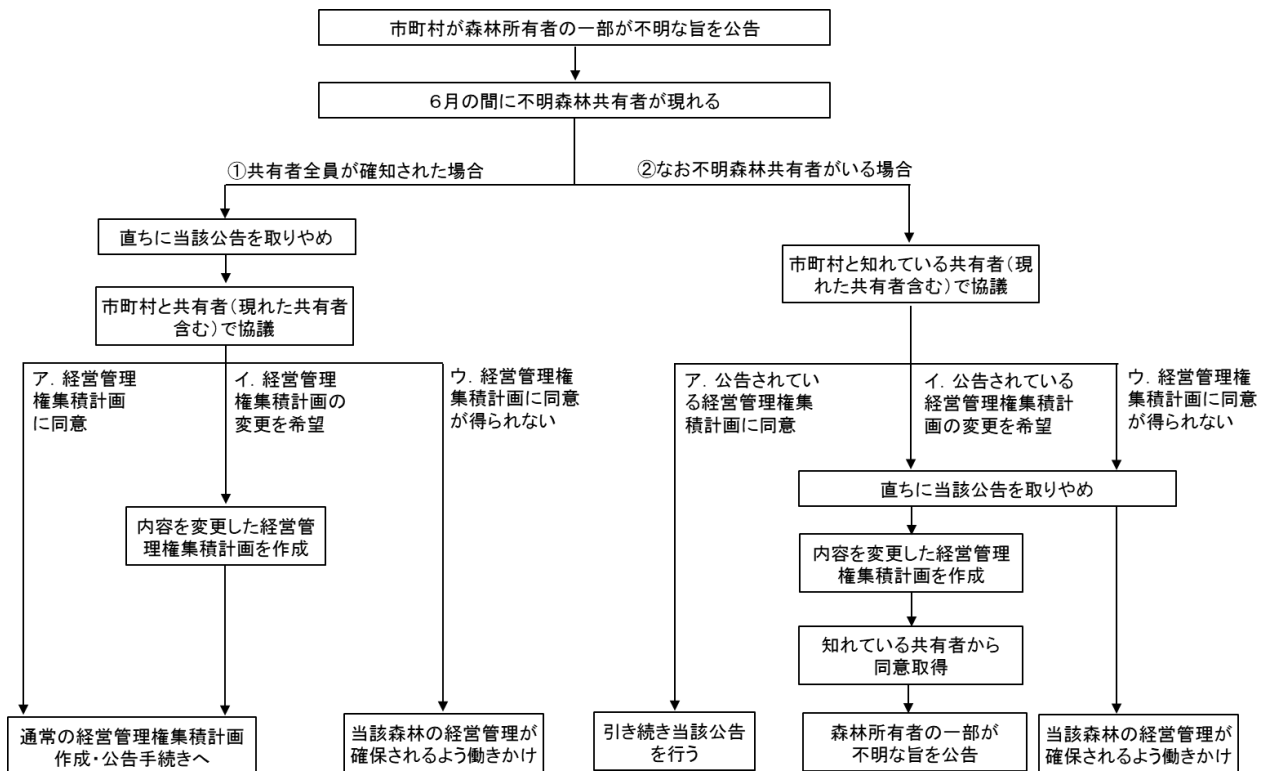 市町村が森林所有者の一部が不明な旨を公告
６月の間に不明森林共有者が現れる
①共有者全員が確知された場合
②なお不明森林共有者がいる場合
直ちに当該公告を取りやめ
市町村と共有者（現れた共有者
含む）で協議
ア．経営管理
権集積計画
に同意
イ．経営管理
権集積計画の
変更を希望
ウ．経営管理権
集積計画に同意
が得られない
内容を変更した経営管
理権集積計画を作成
通常の経営管理権集積計画
作成・公告手続きへ
当該森林の経営管理が
確保されるよう働きかけ
市町村と知れている共有者（現
れた共有者含む）で協議
ア．公告されてい
る経営管理権集
積計画に同意
イ．公告されている
経営管理権集積計
画の変更を希望
ウ．経営管理権
集積計画に同意
が得られない
直ちに当該公告を取りやめ
内容を変更した経営管理
権集積計画を作成
知れている共有者から
同意取得
引き続き当該公告
を行う
森林所有者の一部が
不明な旨を公告
当該森林の経営管理が
確保されるよう働きかけ